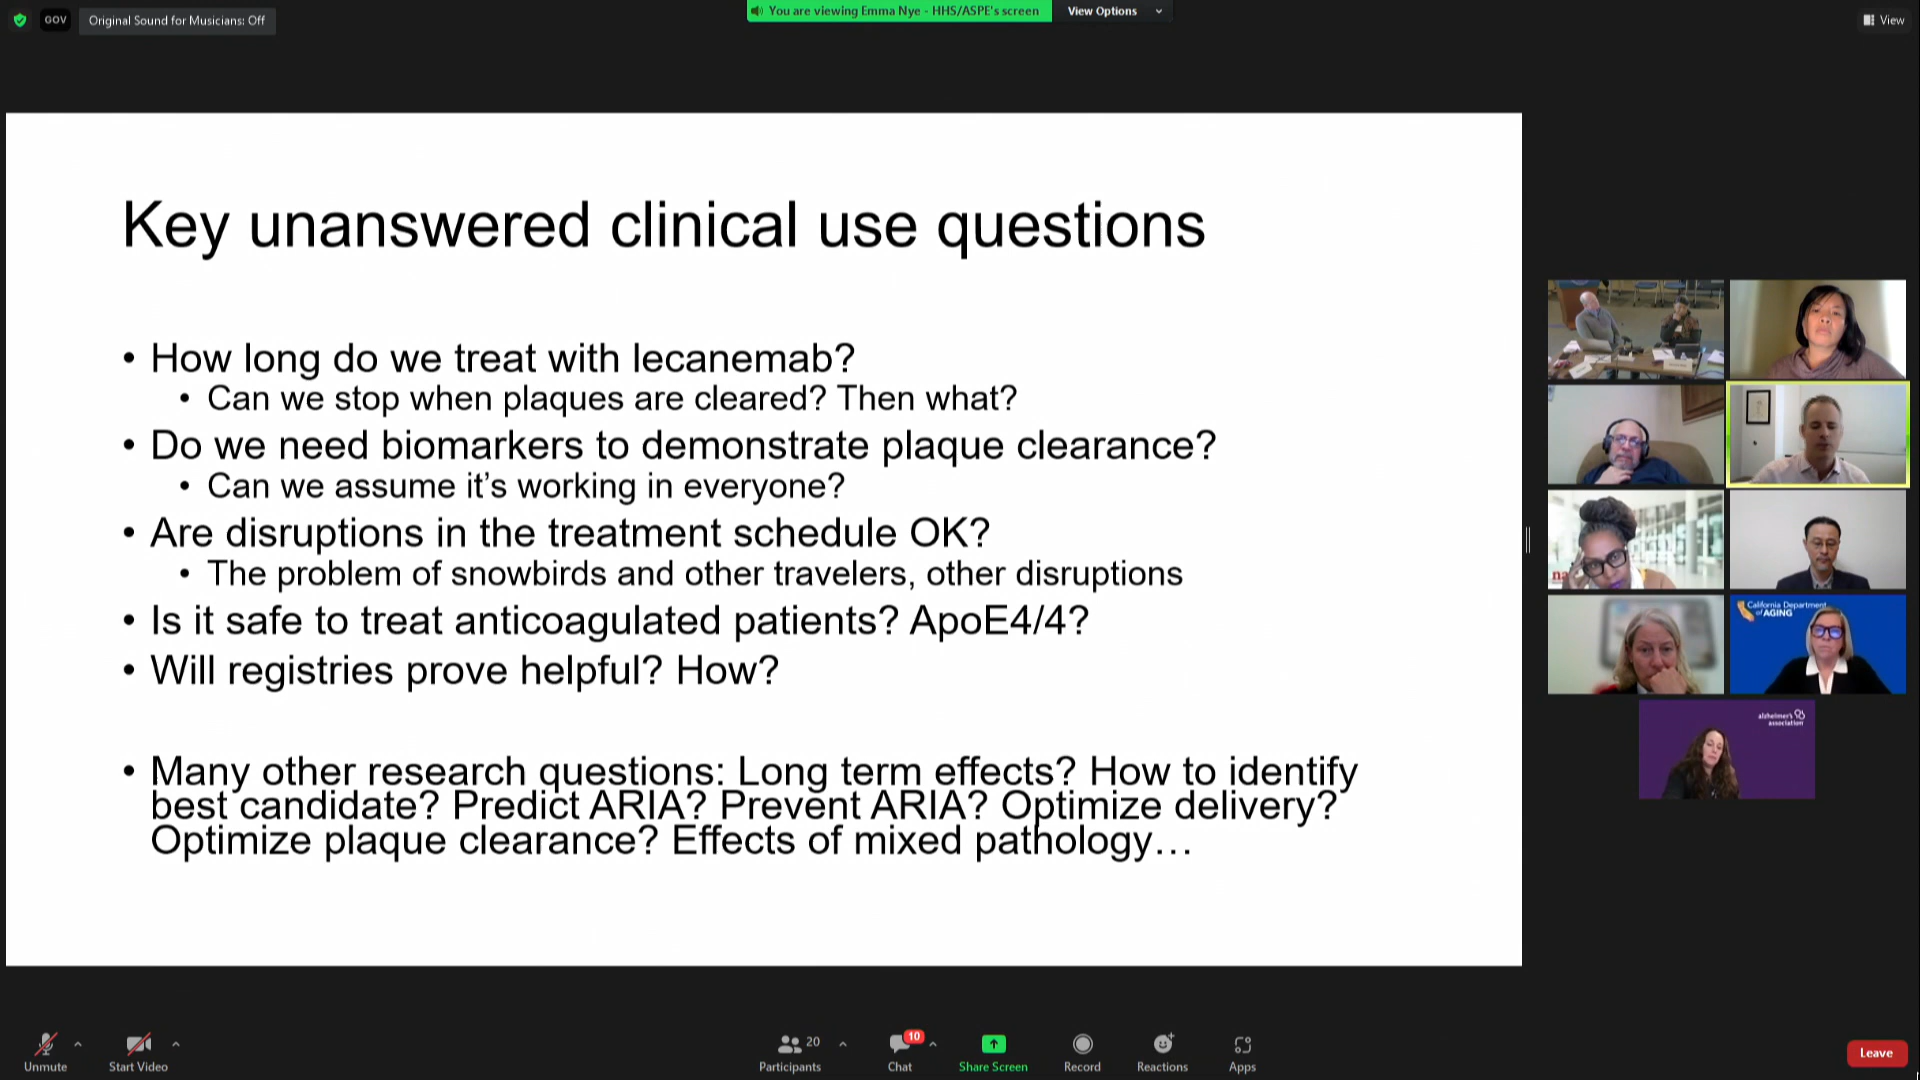 GOV
Original Sound for Musicians: Off
You are viewing Emma Nye - HHS/ASPE's screen
View Options
View
Key unanswered clinical use questions
• How long do we treat with lecanemab?
• Can we stop when plaques are cleared? Then what?
• Do we need biomarkers to demonstrate plaque clearance?
• Can we assume it’s working in everyone?
• Are disruptions in the treatment schedule OK?
• The problem of snowbirds and other travelers, other disruptions
• Is it safe to treat anticoagulated patients? ApoE4/4?
• Will registries prove helpful? How?
• Many other research questions: Long term effects? How to identify
best candidate? Predict ARIA? Prevent ARIA? Optimize delivery?
Optimize plaque clearance? Effects of mixed pathology…
California Department
of AGING
alzheimer's
association
Unmute
Start Video
20
Participants
10
Chat
Share Screen
Record
Reactions
Apps
Leave